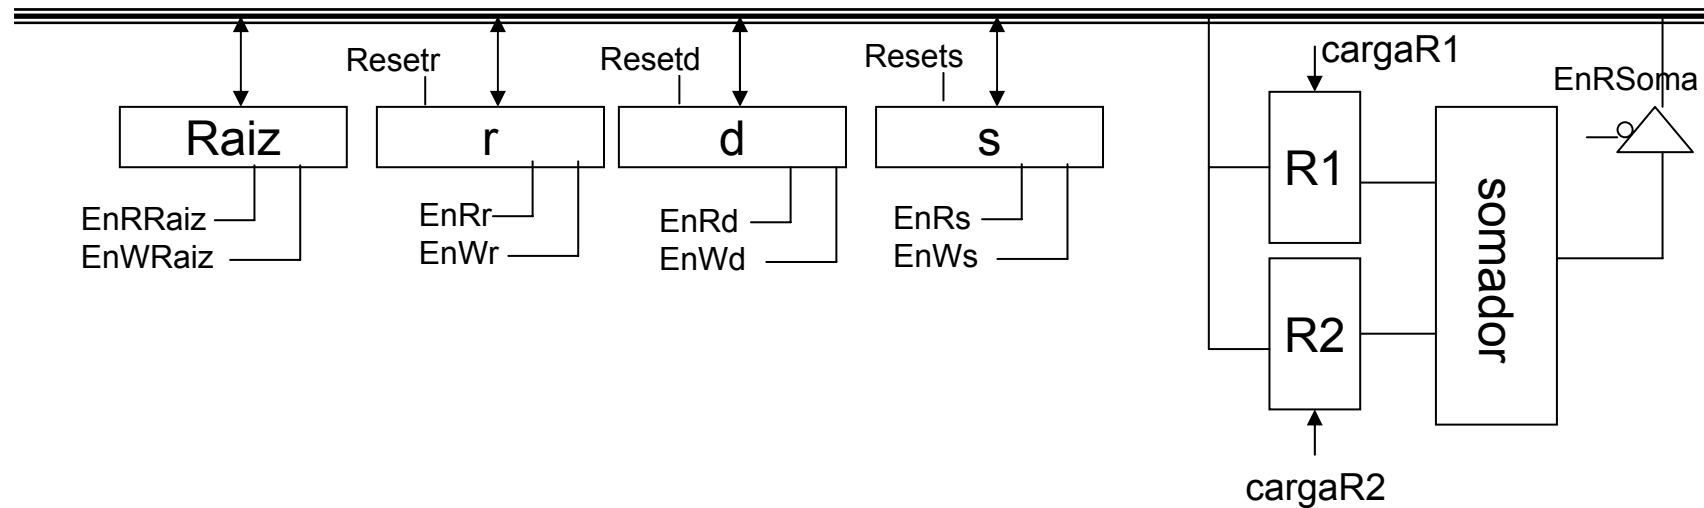 Resetr
Resetd
Resets
cargaR1
EnRSoma
Raiz
r
d
s
R1
somador
EnRRaiz
EnWRaiz
EnRr
EnWr
EnRd
EnWd
EnRs
EnWs
R2
cargaR2